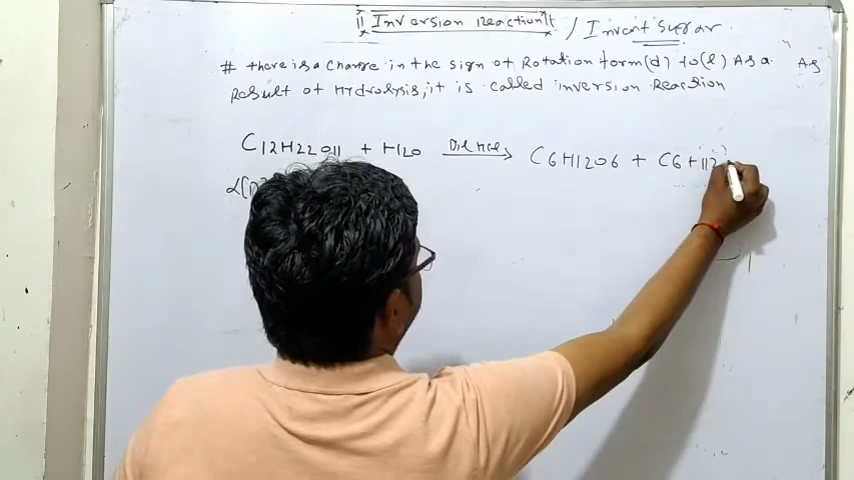 Inversion Reaction / Invert Sugar
# there is a change in the sign of Rotation form (d) to (l) As a As
Result of Hydrolysis, it is called inversion Reaction
C12H22O11 + H2O Dil HCl → C6H12O6 + C6H12